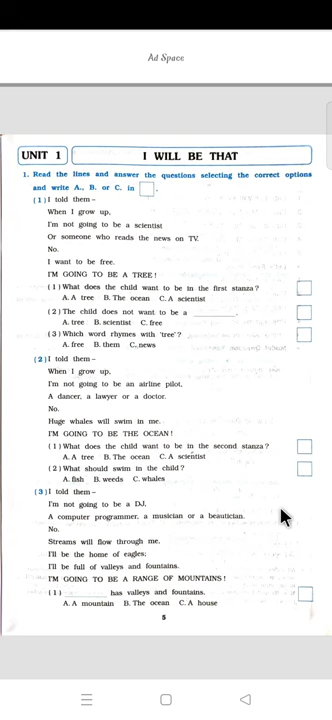 Ad Space
UNIT 1
I WILL BE THAT
1. Read the lines and answer the questions selecting the correct options
and write A., B. or C. in
(1) I told them –
When I grow up,
I'm not going to be a scientist
Or someone who reads the news on TV.
No.
I want to be free.
I'M GOING TO BE A TREE!
(1) What does the child want to be in the first stanza?
A. A tree B. The ocean C. A scientist
(2) The child does not want to be a ________.
A. tree B. scientist C. free
(3) Which word rhymes with 'tree'?
A. free B. them C. news
(2) I told them –
When I grow up,
I'm not going to be an airline pilot,
A dancer, a lawyer or a doctor.
No.
Huge whales will swim in me.
I'M GOING TO BE THE OCEAN!
(1) What does the child want to be in the second stanza?
A. A tree B. The ocean C. A scientist
(2) What should swim in the child?
A. fish B. weeds C. whales
(3) I told them –
I'm not going to be a DJ,
A computer programmer, a musician or a beautician.
No.
Streams will flow through me,
I'll be the home of eagles;
I'll be full of valleys and fountains.
I'M GOING TO BE A RANGE OF MOUNTAINS!
(1) ________ has valleys and fountains.
A. A mountain B. The ocean C. A house
5